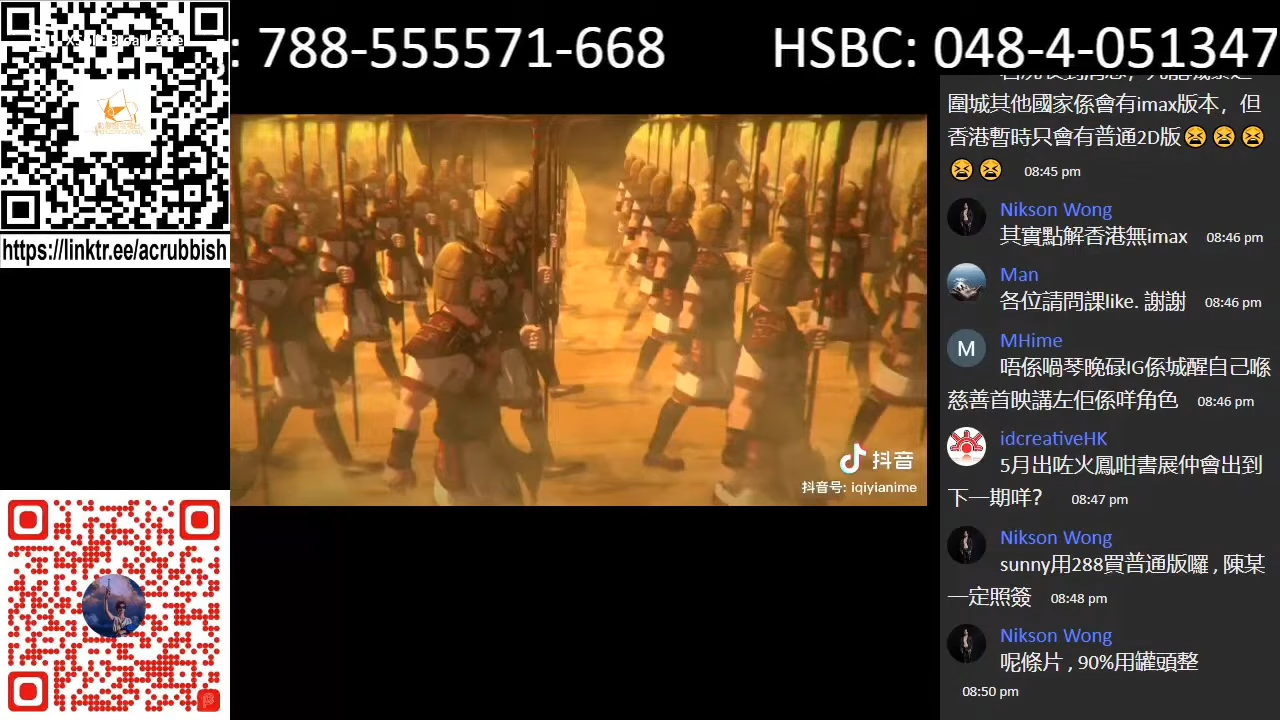 : 788-555571-668
HSBC: 048-4-051347
https://linktr.ee/acrubbish
圍城其他國家係會有imax版本，但
香港暫時只會有普通2D版😫😫😫
😫😫 08:45 pm
Nikson Wong
其實點解香港無imax 08:46 pm
Man
各位請問課like. 謝謝 08:46 pm
M
MHime
唔係喎琴晚碌IG係城醒自己喺
慈善首映講左佢係咩角色 08:46 pm
idcreativeHK
5月出咗火鳳咁書展仲會出到
下一期咩？ 08:47 pm
Nikson Wong
sunny用288買普通版囉 , 陳某
一定照簽 08:48 pm
Nikson Wong
呢條片 , 90%用罐頭整
08:50 pm
抖音
抖音号: iqiyianime